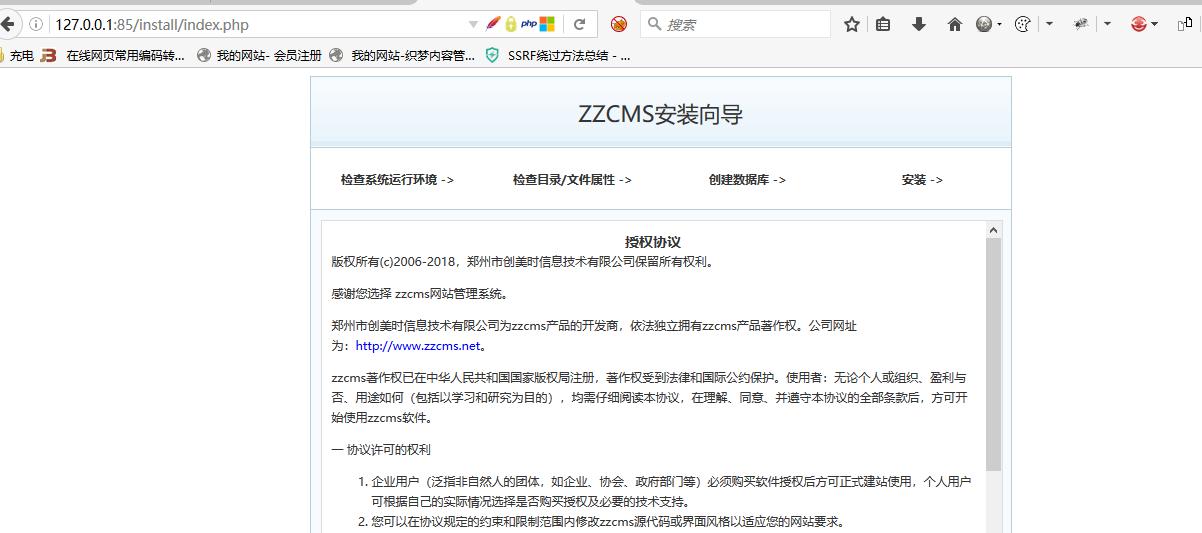 127.0.0.1:85/install/index.php
php
搜索
充电 在线网页常用编码转... 我的网站- 会员注册 我的网站-织梦内容管... SSRF绕过方法总结 - ...
ZZCMS安装向导
检查系统运行环境 -> 检查目录/文件属性 -> 创建数据库 -> 安装 ->
授权协议
版权所有(c)2006-2018，郑州市创美时信息技术有限公司保留所有权利。
感谢您选择 zzcms网站管理系统。
郑州市创美时信息技术有限公司为zzcms产品的开发商，依法独立拥有zzcms产品著作权。公司网址
为：http://www.zzcms.net。
zzcms著作权已在中华人民共和国国家版权局注册，著作权受到法律和国际公约保护。使用者：无论个人或组织、盈利与
否、用途如何（包括以学习和研究为目的），均需仔细阅读本协议，在理解、同意、并遵守本协议的全部条款后，方可开
始使用zzcms软件。
一 协议许可的权利
1. 企业用户（泛指非自然人的团体，如企业、协会、政府部门等）必须购买软件授权后方可正式建站使用，个人用户
可根据自己的实际情况选择是否购买授权及必要的技术支持。
2. 您可以在协议规定的约束和限制范围内修改zzcms源代码或界面风格以适应您的网站要求。